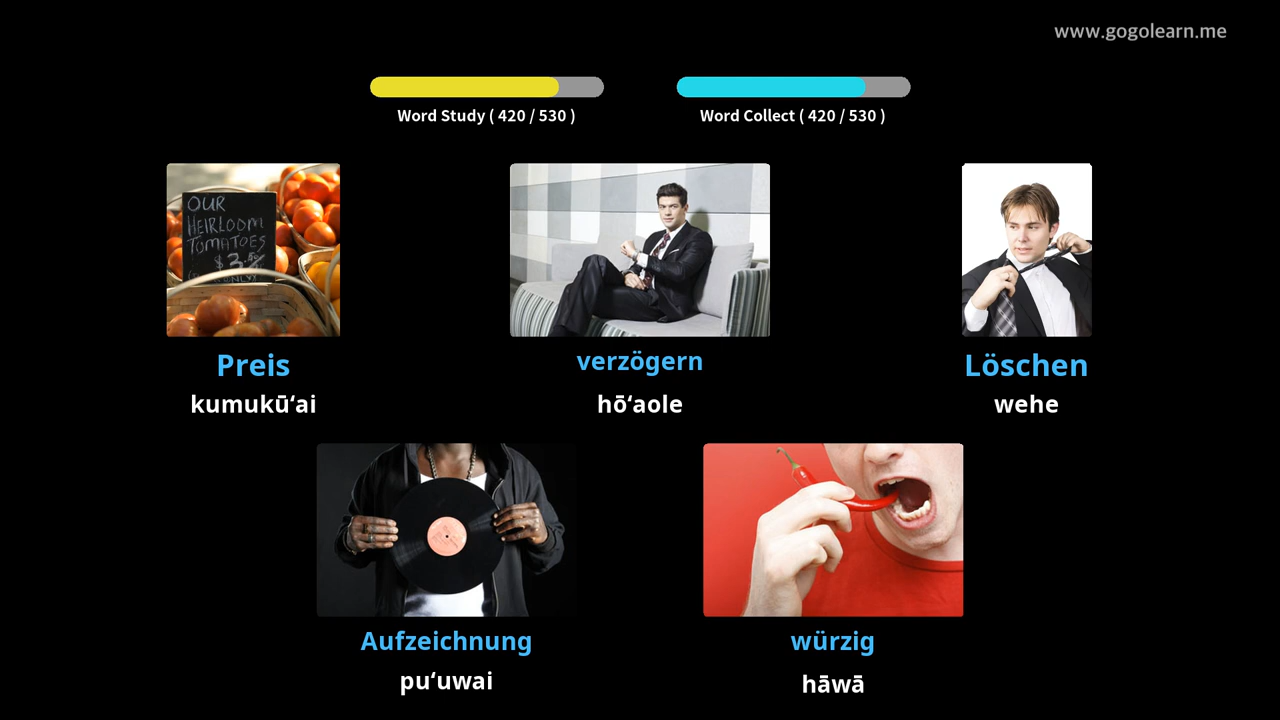 www.gogolearn.me
Word Study ( 420 / 530 )
Word Collect ( 420 / 530 )
OUR
HEIRLOOM
TOMATOES
Preis
kumukūʻai
verzögern
hōʻaole
Löschen
wehe
Aufzeichnung
puʻuwai
würzig
hāwā